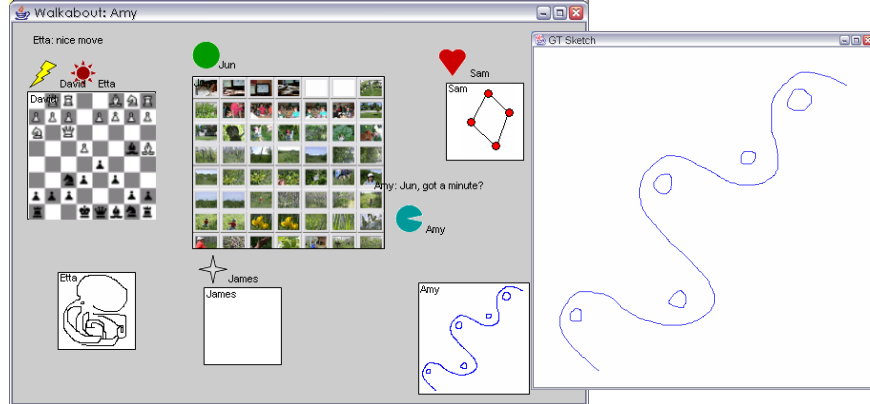 Walkabout: Amy
Etta: nice move
David
Etta
David
Jun
Sam
Sam
Amy: Jun, got a minute?
Amy
Etta
James
James
Amy
GT Sketch